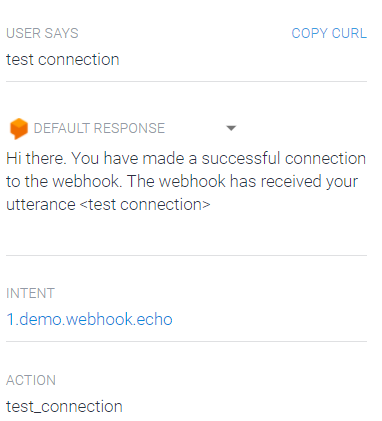 USER SAYS COPY CURL
test connection
DEFAULT RESPONSE
Hi there. You have made a successful connection
to the webhook. The webhook has received your
utterance <test connection>
INTENT
1.demo.webhook.echo
ACTION
test_connection